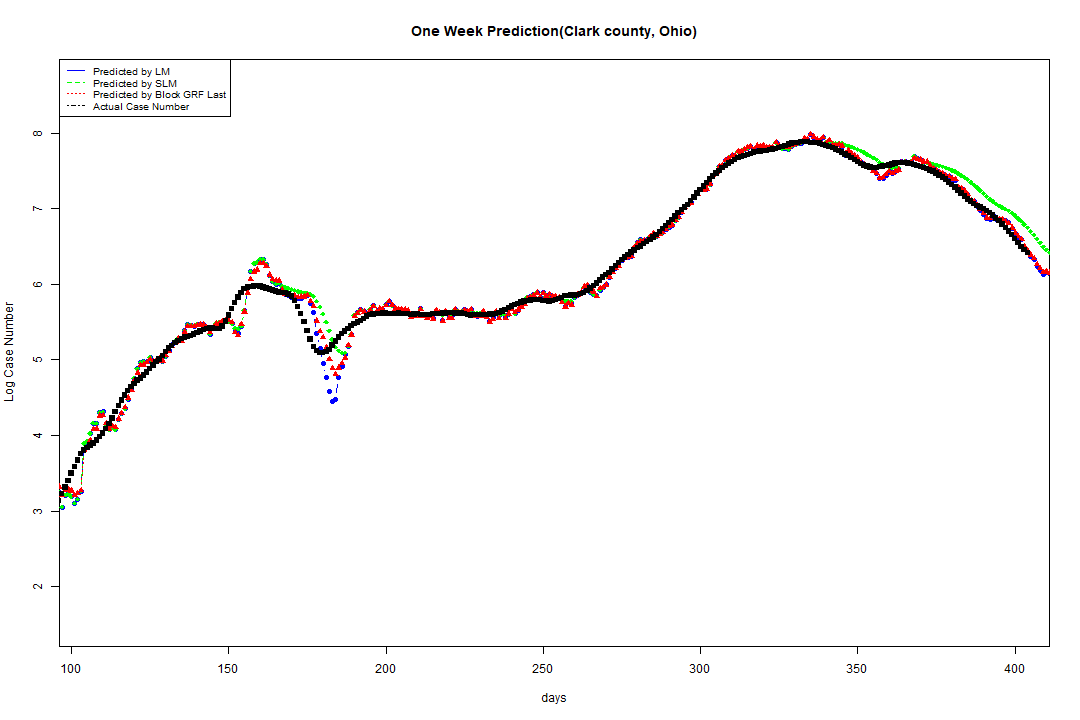 One Week Prediction(Clark county, Ohio)
Predicted by LM
Predicted by SLM
Predicted by Block GRF Last
Actual Case Number
8
7
6
5
4
3
2
Log Case Number
100 150 200 250 300 350 400
days